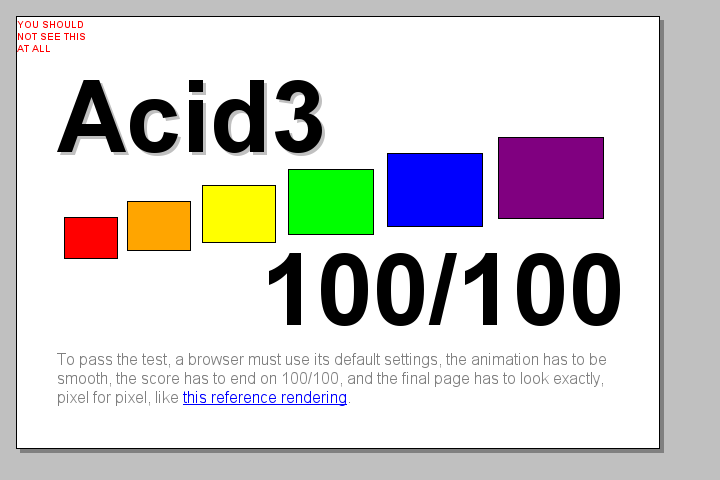 YOU SHOULD
NOT SEE THIS
AT ALL
Acid3
100/100
To pass the test, a browser must use its default settings, the animation has to be
smooth, the score has to end on 100/100, and the final page has to look exactly,
pixel for pixel, like this reference rendering.